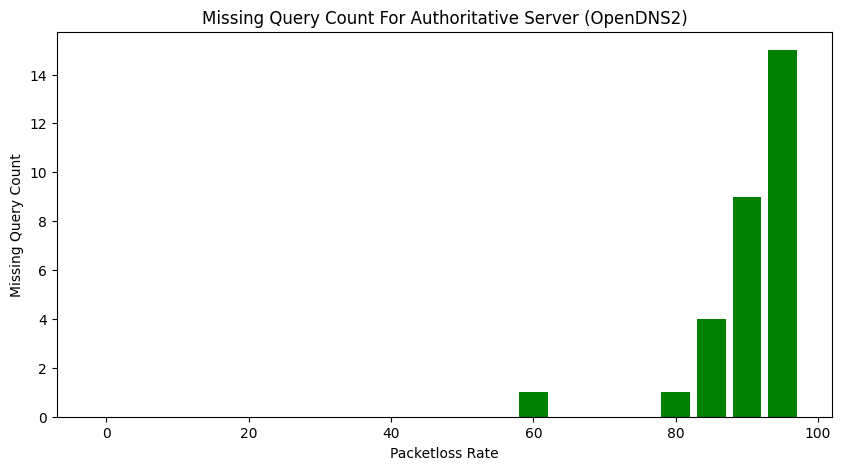 Missing Query Count For Authoritative Server (OpenDNS2)
Missing Query Count
14
12
10
8
6
4
2
0
0 20 40 60 80 100
Packetloss Rate